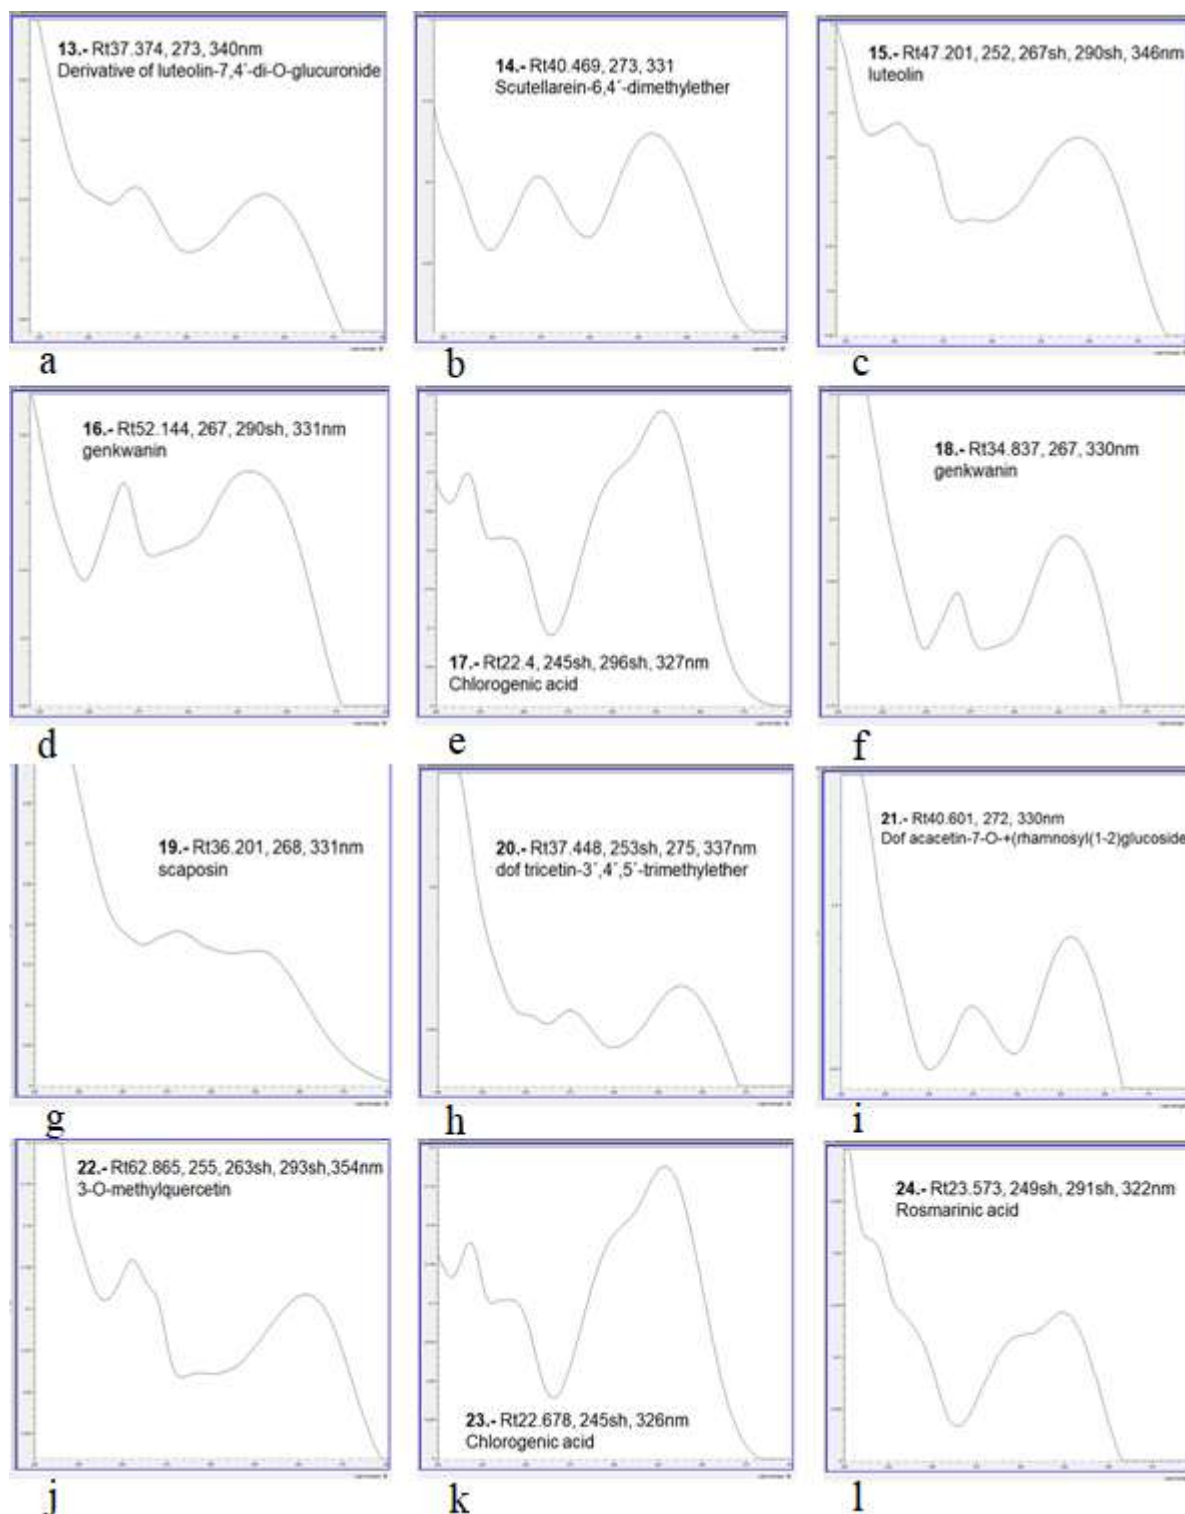 13.- Rt37.374, 273, 340nm
Derivative of luteolin-7,4´-di-O-glucuronide
a
14.- Rt40.469, 273, 331
Scutellarein-6,4´-dimethylether
b
15.- Rt47.201, 252, 267sh, 290sh, 346nm
luteolin
c
16.- Rt52.144, 267, 290sh, 331nm
genkwanin
d
17.- Rt22.4, 245sh, 296sh, 327nm
Chlorogenic acid
e
18.- Rt34.837, 267, 330nm
genkwanin
f
19.- Rt36.201, 268, 331nm
scaposin
g
20.- Rt37.448, 253sh, 275, 337nm
dof tricetin-3´,4´,5´-trimethylether
h
21.- Rt40.601, 272, 330nm
Dof acacetin-7-O-+(rhamnosyl(1-2)glucoside
i
22.- Rt62.865, 255, 263sh, 293sh,354nm
3-O-methylquercetin
j
23.- Rt22.678, 245sh, 326nm
Chlorogenic acid
k
24.- Rt23.573, 249sh, 291sh, 322nm
Rosmarinic acid
l